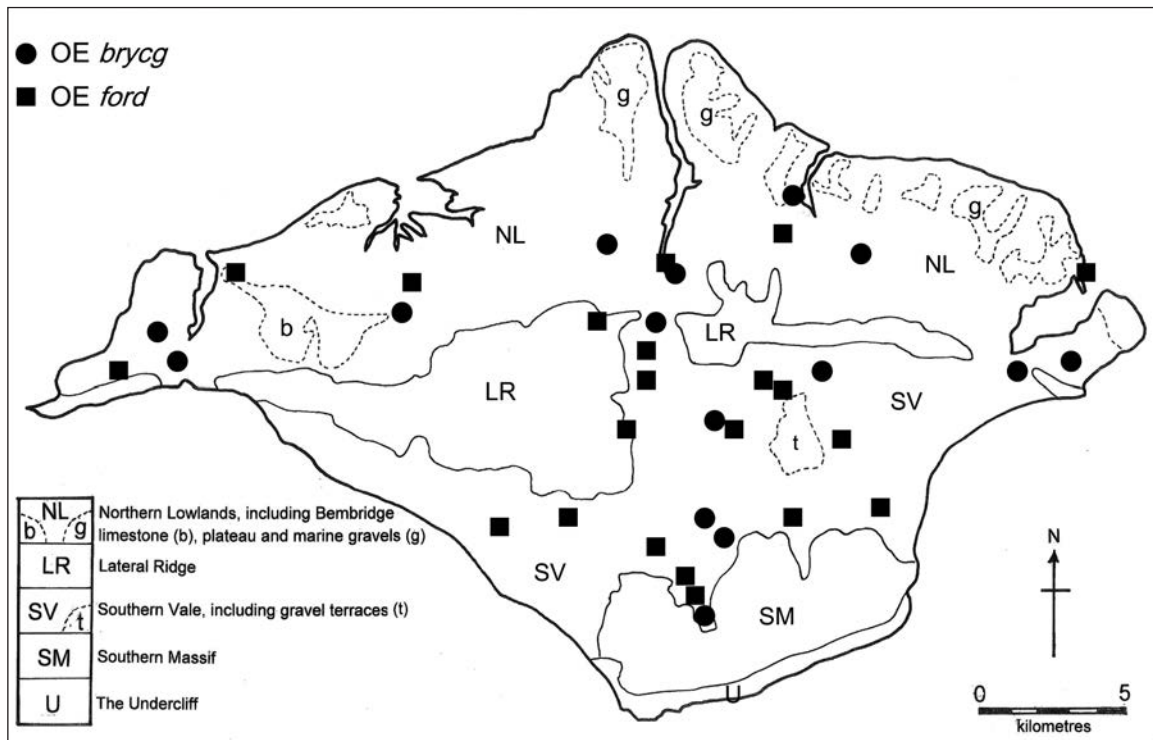 OE brycg
OE ford
g
g
g
NL
NL
b
LR
LR
SV
t
SV
SM
U
N
0 5
kilometres
NL
b g
Northern Lowlands, including Bembridge
limestone (b), plateau and marine gravels (g)
LR Lateral Ridge
SV t Southern Vale, including gravel terraces (t)
SM Southern Massif
U The Undercliff